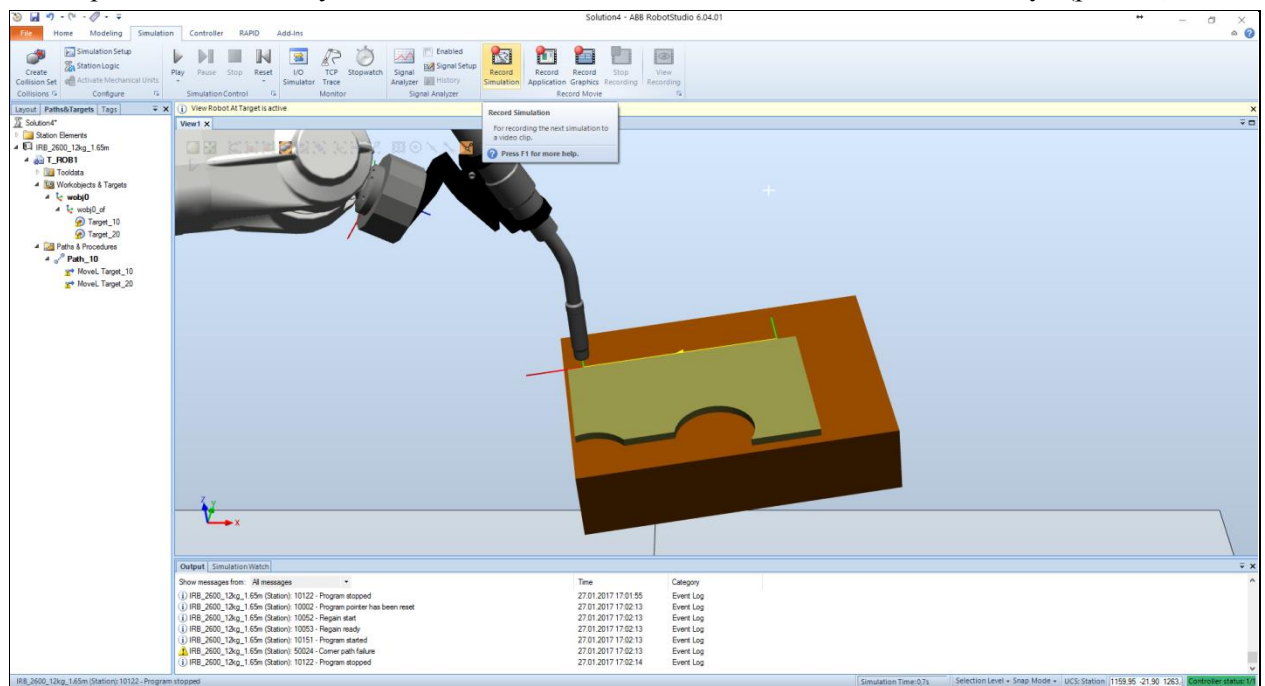 Solution4 - ABB RobotStudio 6.04.01
File Home Modeling Simulation Controller RAPID Add-Ins
Create Collision Set
Simulation Setup
Station Logic
Activate Mechanical Units
Play Pause Stop Reset
I/O Simulator
TCP Trace
Stopwatch
Signal Analyzer
Enabled
Signal Setup
History
Record Simulation
Record Application
Record Graphics
Stop Recording
View Recording
Collisions Configure Simulation Control Monitor Signal Analyzer Record Movie
Layout Paths&Targets Tags
View Robot At Target is active
View1
Record Simulation
For recording the next simulation to
a video clip.
Press F1 for more help.
Solution4*
Station Elements
IRB_2600_12kg_1.65m
T_ROB1
Tooldata
Workobjects & Targets
wobj0
wobj0_of
Target_10
Target_20
Paths & Procedures
Path_10
MoveL Target_10
MoveL Target_20
Z Y X
Output Simulation Watch
Show messages from: All messages Time Category
IRB_2600_12kg_1.65m (Station): 10122 - Program stopped 27.01.2017 17:01:55 Event Log
IRB_2600_12kg_1.65m (Station): 10002 - Program pointer has been reset 27.01.2017 17:02:13 Event Log
IRB_2600_12kg_1.65m (Station): 10052 - Regain start 27.01.2017 17:02:13 Event Log
IRB_2600_12kg_1.65m (Station): 10053 - Regain ready 27.01.2017 17:02:13 Event Log
IRB_2600_12kg_1.65m (Station): 10151 - Program started 27.01.2017 17:02:13 Event Log
IRB_2600_12kg_1.65m (Station): 50024 - Corner path failure 27.01.2017 17:02:13 Event Log
IRB_2600_12kg_1.65m (Station): 10122 - Program stopped 27.01.2017 17:02:14 Event Log
IRB_2600_12kg_1.65m (Station): 10122 - Program stopped Simulation Time: 0.7s Selection Level Snap Mode UCS: Station 1159.95 -21.90 1263. Controller status: 1/1